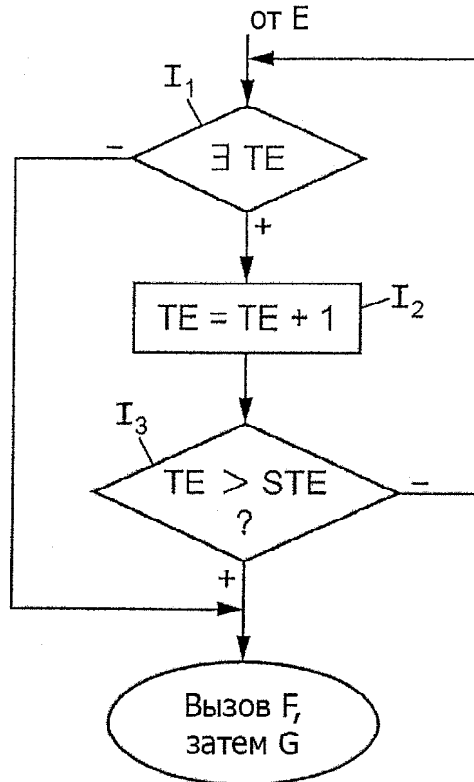 от E
I₁
∃ TE
−
+
TE = TE + 1
I₂
I₃
TE > STE
?
−
+
Вызов F,
затем G